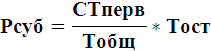 Рсуб = СТперв / Тобщ * Тост